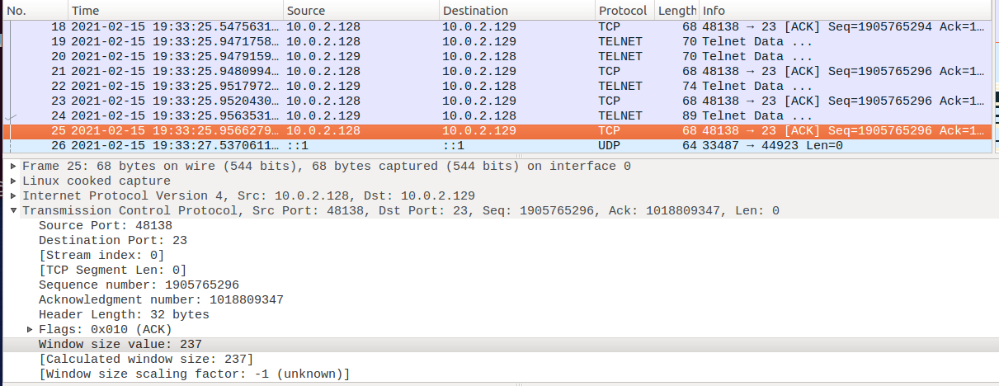 No. Time Source Destination Protocol Length Info
18 2021-02-15 19:33:25.5475631… 10.0.2.128 10.0.2.129 TCP 68 48138 → 23 [ACK] Seq=1905765294 Ack=1…
19 2021-02-15 19:33:25.9471758… 10.0.2.128 10.0.2.129 TELNET 70 Telnet Data ...
20 2021-02-15 19:33:25.9479159… 10.0.2.129 10.0.2.128 TELNET 70 Telnet Data ...
21 2021-02-15 19:33:25.9480994… 10.0.2.128 10.0.2.129 TCP 68 48138 → 23 [ACK] Seq=1905765296 Ack=1…
22 2021-02-15 19:33:25.9517972… 10.0.2.129 10.0.2.128 TELNET 74 Telnet Data ...
23 2021-02-15 19:33:25.9520430… 10.0.2.128 10.0.2.129 TCP 68 48138 → 23 [ACK] Seq=1905765296 Ack=1…
24 2021-02-15 19:33:25.9563531… 10.0.2.129 10.0.2.128 TELNET 89 Telnet Data ...
25 2021-02-15 19:33:25.9566279… 10.0.2.128 10.0.2.129 TCP 68 48138 → 23 [ACK] Seq=1905765296 Ack=1…
26 2021-02-15 19:33:27.5370611… ::1 ::1 UDP 64 33487 → 44923 Len=0
Frame 25: 68 bytes on wire (544 bits), 68 bytes captured (544 bits) on interface 0
Linux cooked capture
Internet Protocol Version 4, Src: 10.0.2.128, Dst: 10.0.2.129
Transmission Control Protocol, Src Port: 48138, Dst Port: 23, Seq: 1905765296, Ack: 1018809347, Len: 0
Source Port: 48138
Destination Port: 23
[Stream index: 0]
[TCP Segment Len: 0]
Sequence number: 1905765296
Acknowledgment number: 1018809347
Header Length: 32 bytes
Flags: 0x010 (ACK)
Window size value: 237
[Calculated window size: 237]
[Window size scaling factor: -1 (unknown)]